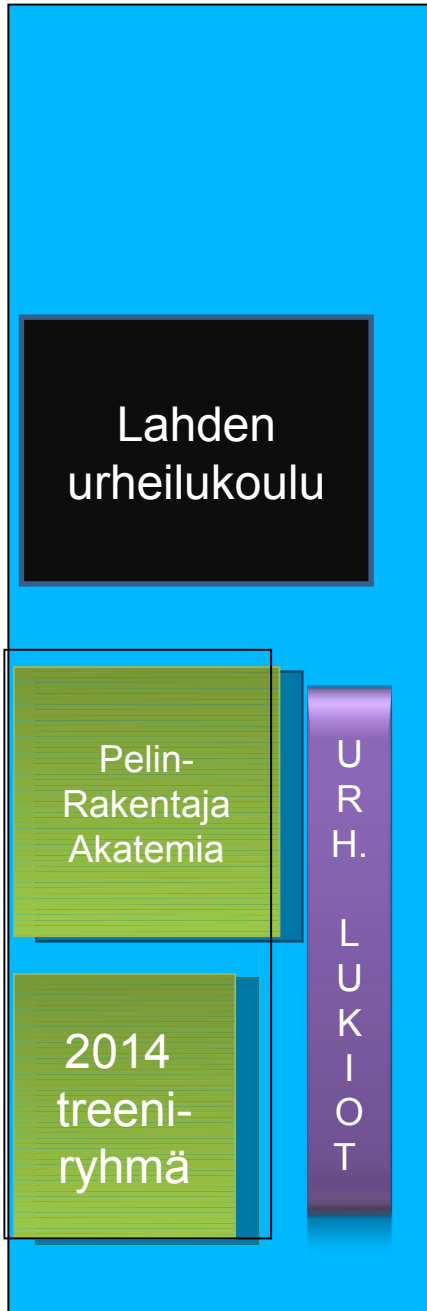 Lahden
urheilukoulu
Pelin-
Rakentaja
Akatemia
2014
treeni-
ryhmä
U
R
H.
L
U
K
I
O
T